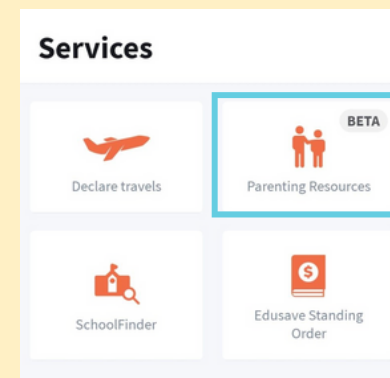 Services
BETA
Declare travels
Parenting Resources
$
SchoolFinder
Edusave Standing
Order